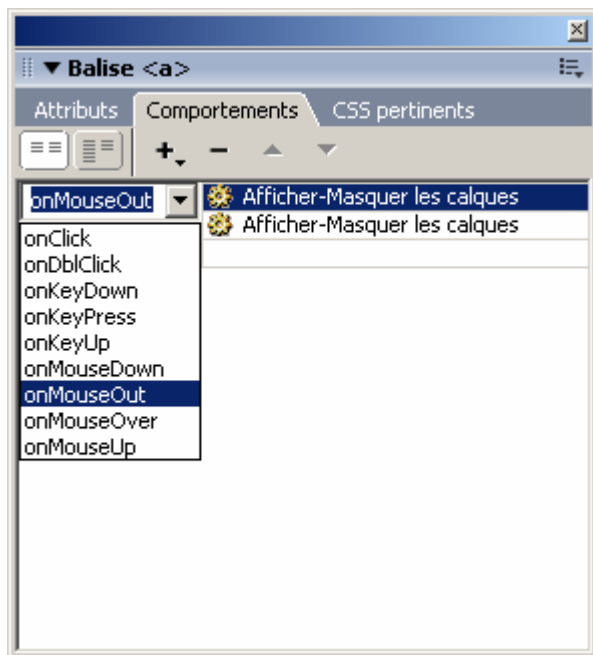 Balise <a>
Attributs Comportements CSS pertinents
onMouseOut Afficher-Masquer les calques
Afficher-Masquer les calques
onClick
onDblClick
onKeyDown
onKeyPress
onKeyUp
onMouseDown
onMouseOut
onMouseOver
onMouseUp